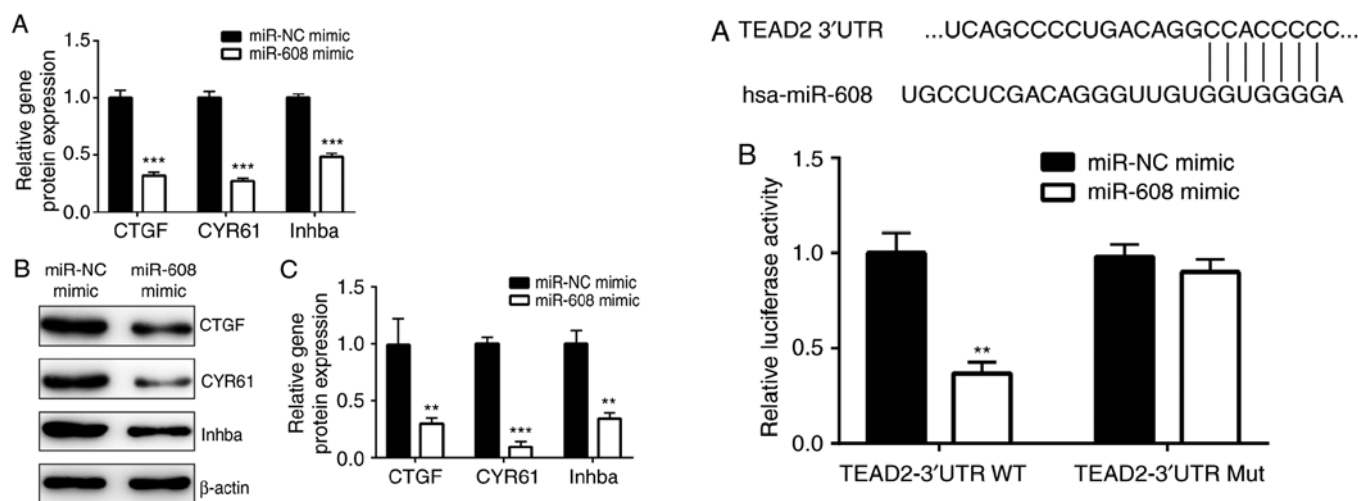 A
Relative gene
protein expression
1.5
1.0
0.5
0.0
miR-NC mimic
miR-608 mimic
***
***
***
CTGF
CYR61
Inhba
B
miR-NC
mimic
miR-608
mimic
CTGF
CYR61
Inhba
β-actin
C
Relative gene
protein expression
1.5
1.0
0.5
0.0
miR-NC mimic
miR-608 mimic
**
***
**
CTGF
CYR61
Inhba
A
TEAD2 3′UTR ...UCAGCCCCUGACAGGCCACCCCC...
hsa-miR-608 UGCCUCGACAGGGUUGUGGUGGGGA
B
Relative luciferase activity
1.5
1.0
0.5
0.0
miR-NC mimic
miR-608 mimic
**
TEAD2-3′UTR WT
TEAD2-3′UTR Mut